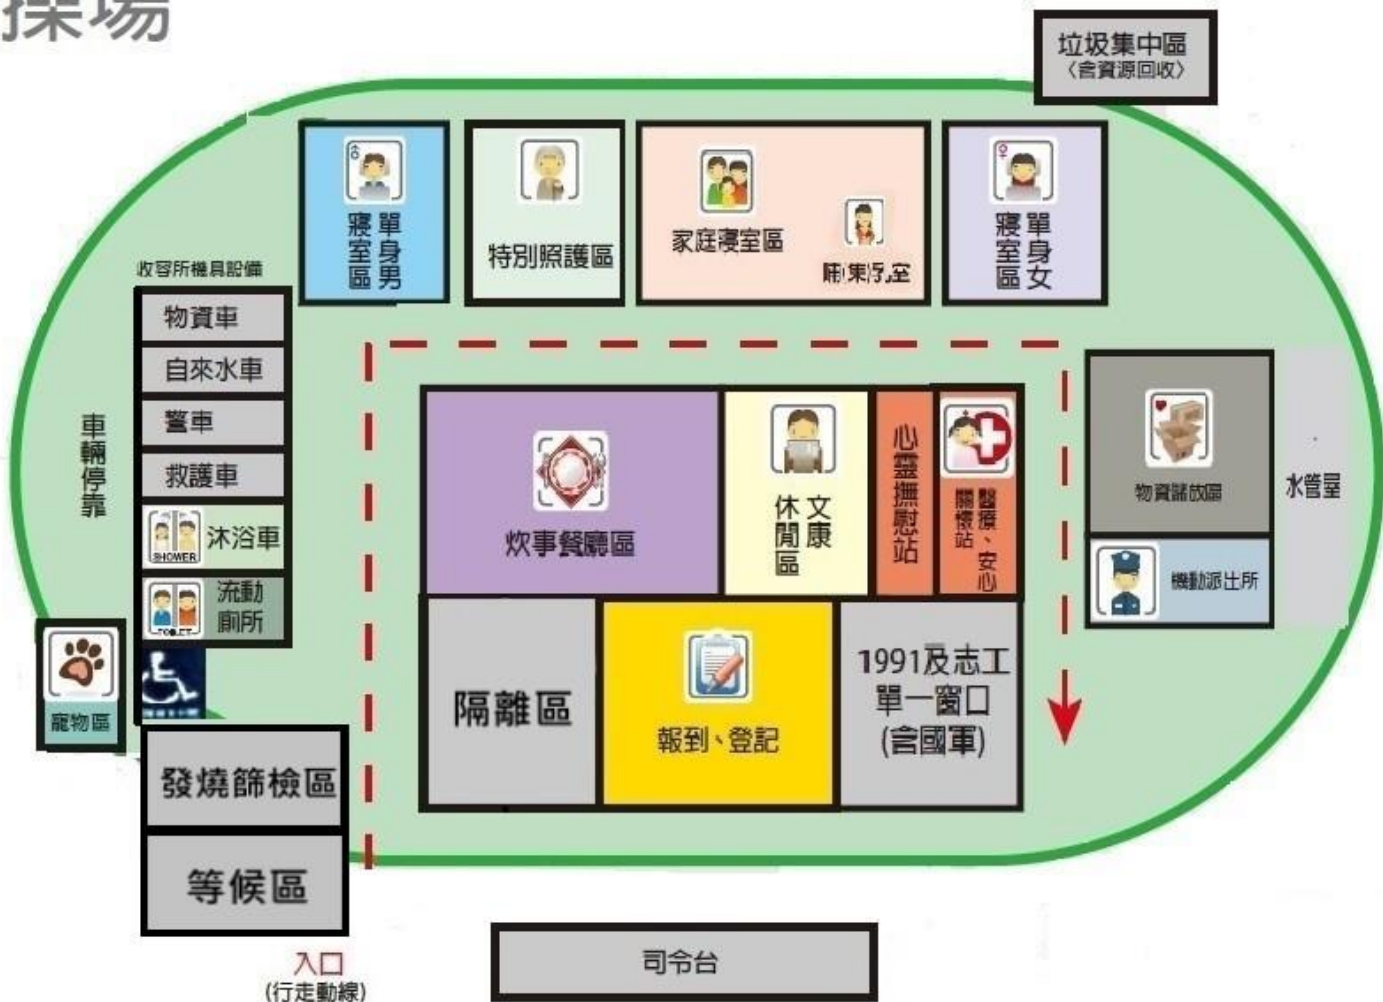 操場
垃圾集中區
〈含資源回收〉
單身男
寢室區
特別照護區
家庭寢室區
單身女
寢室區
收容所機具設備
物資車
自來水車
警車
救護車
SHOWER
沐浴車
TOILET
流動
廁所
車輛停靠
寵物區
發燒篩檢區
等候區
入口
(行走動線)
炊事餐廳區
文康
休閒區
心靈撫慰站
醫療、安心
關懷站
隔離區
報到、登記
1991及志工
單一窗口
(含國軍)
物資儲放區
機動派出所
水管屋
司令台